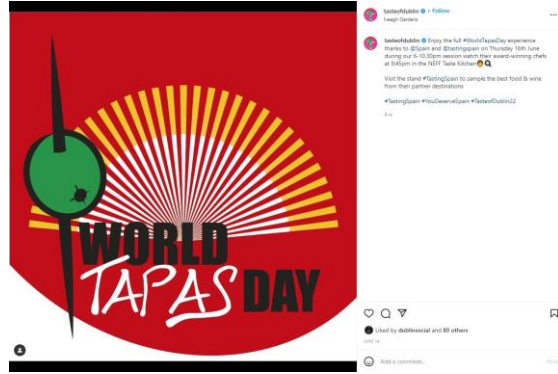 WORLD
TAPAS DAY
tasteofdublin • Follow
Iveagh Gardens
tasteofdublin Enjoy the full #WorldTapasDay experience
thanks to @Spain and @tastingspain on Thursday 16th June
during our 6-10.30pm session watch their award-winning chefs
at 8:45pm in the NEFF Taste Kitchen
Visit the stand #TastingSpain to sample the best food & wine
from their partner destinations
#TastingSpain #YouDeserveSpain #TasteofDublin22
Liked by dublinsocial and 80 others
JUNE 14
Add a comment...